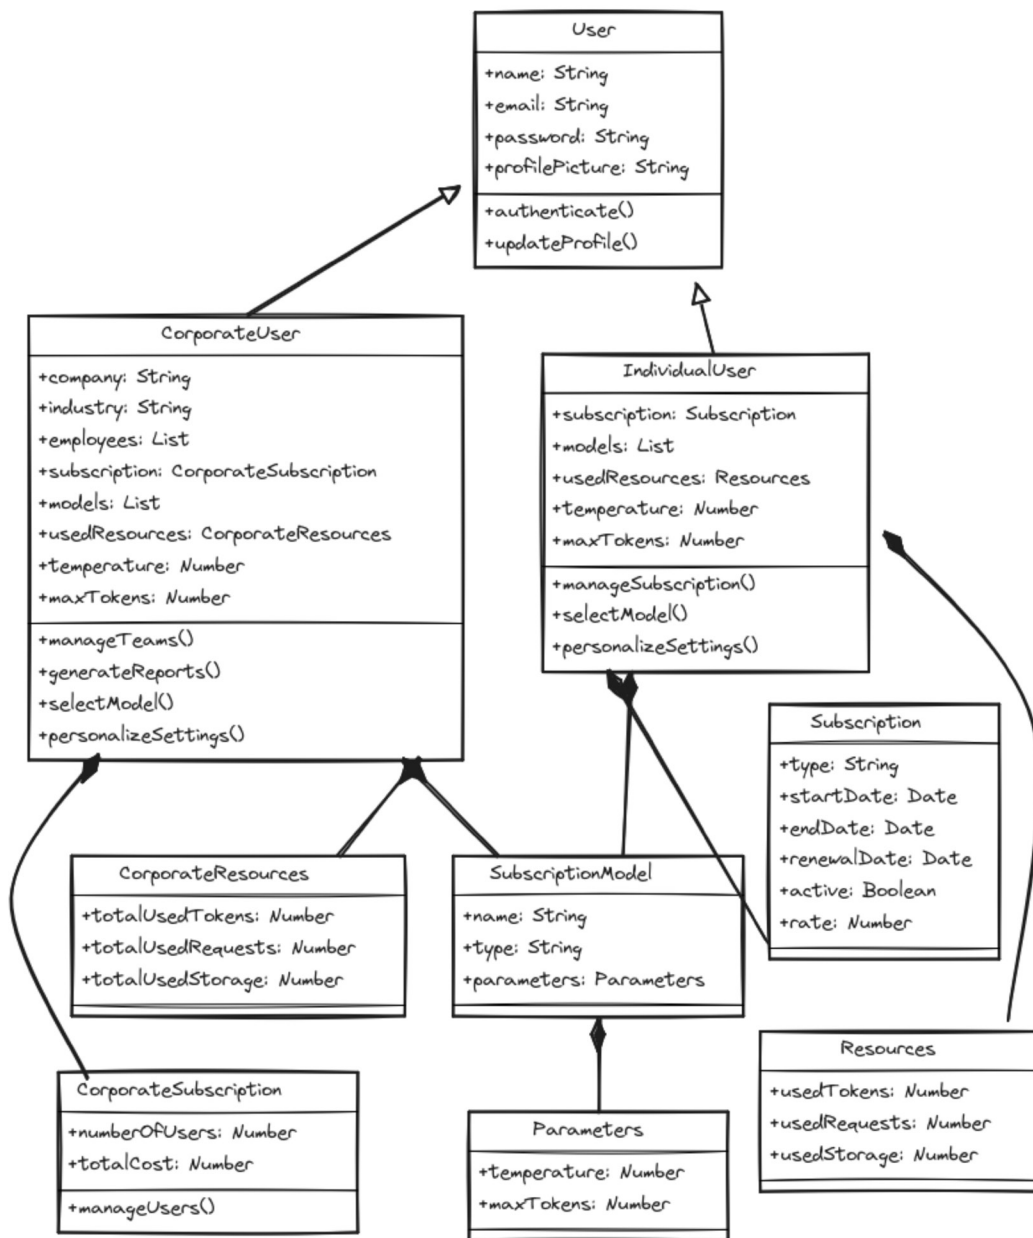 User
+name: String
+email: String
+password: String
+profilePicture: String
+authenticate()
+updateProfile()
CorporateUser
+company: String
+industry: String
+employees: List
+subscription: CorporateSubscription
+models: List
+usedResources: CorporateResources
+temperature: Number
+maxTokens: Number
+manageTeams()
+generateReports()
+selectModel()
+personalizeSettings()
IndividualUser
+subscription: Subscription
+models: List
+usedResources: Resources
+temperature: Number
+maxTokens: Number
+manageSubscription()
+selectModel()
+personalizeSettings()
Subscription
+type: String
+startDate: Date
+endDate: Date
+renewalDate: Date
+active: Boolean
+rate: Number
CorporateResources
+totalUsedTokens: Number
+totalUsedRequests: Number
+totalUsedStorage: Number
SubscriptionModel
+name: String
+type: String
+parameters: Parameters
Resources
+usedTokens: Number
+usedRequests: Number
+usedStorage: Number
CorporateSubscription
+numberOfUsers: Number
+totalCost: Number
+manageUsers()
Parameters
+temperature: Number
+maxTokens: Number